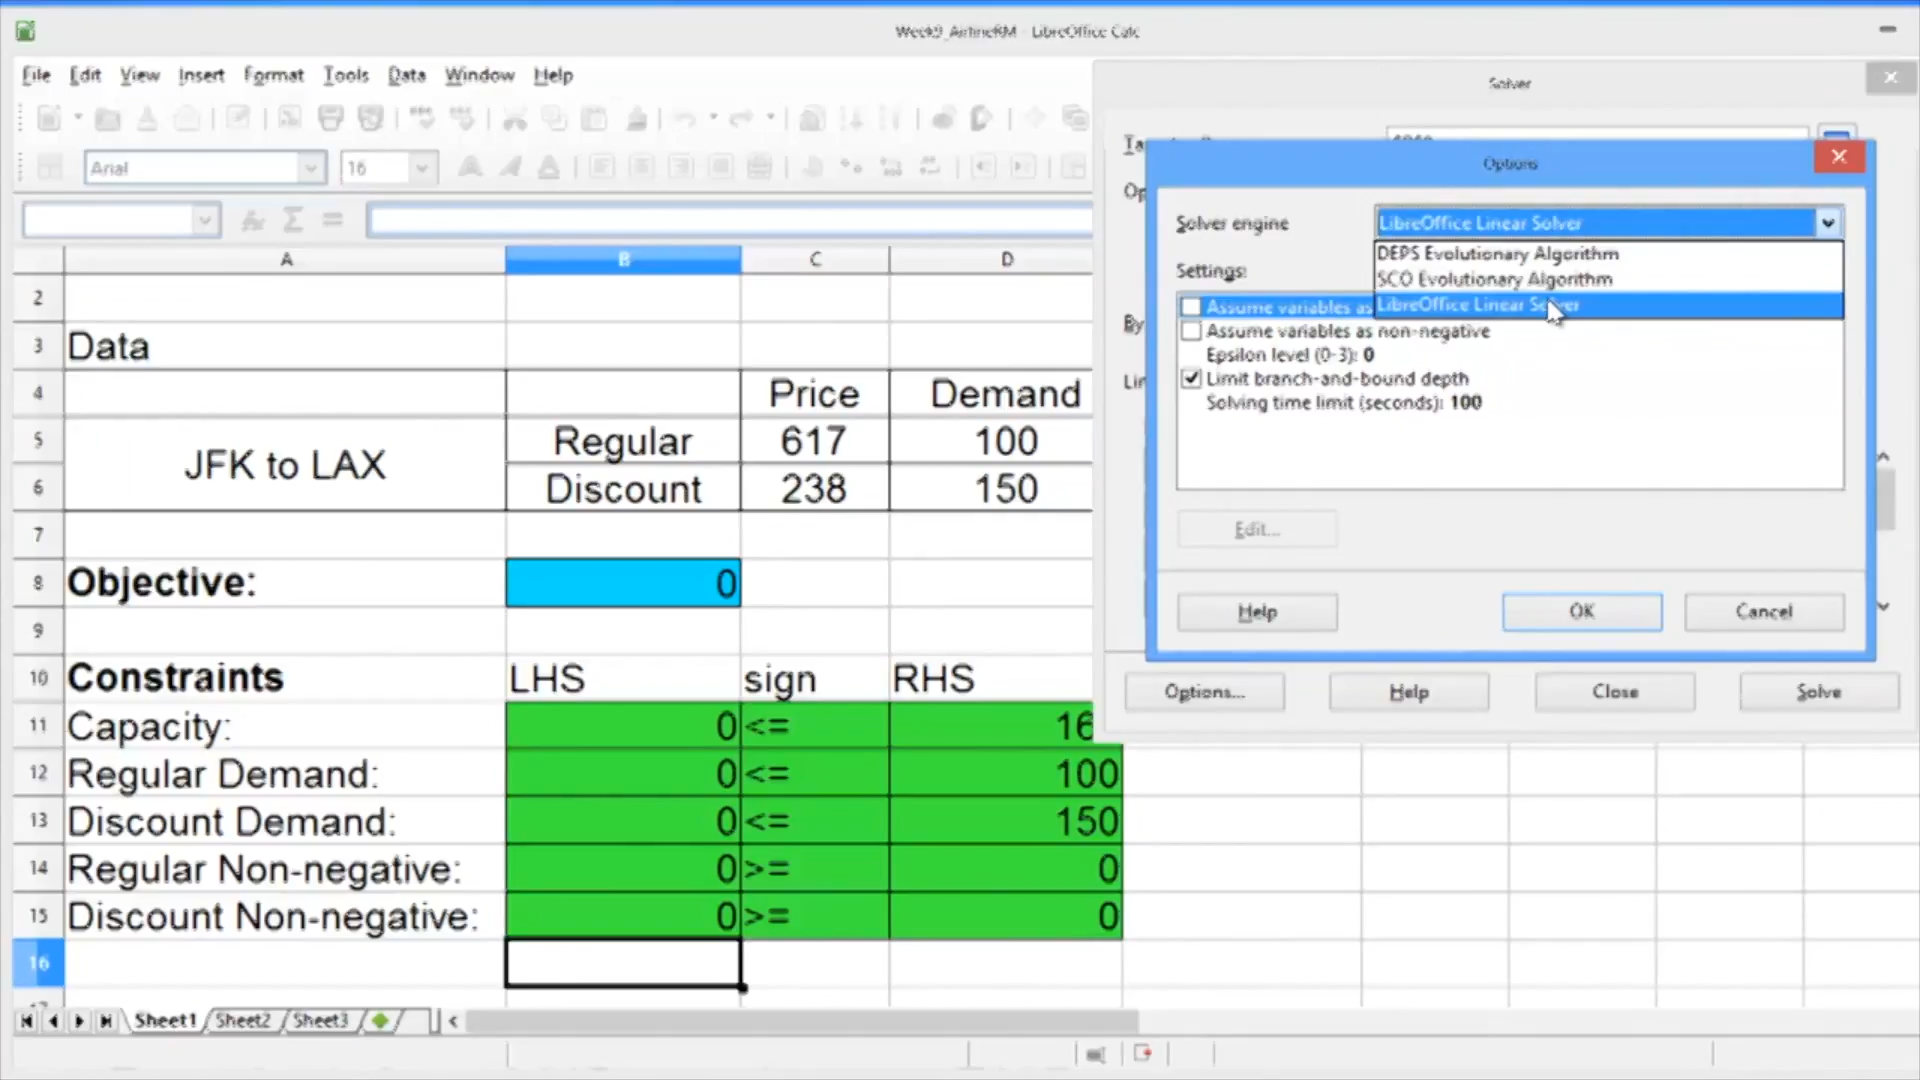 Week9_AirlineRM - LibreOffice Calc
File Edit View Insert Format Tools Data Window Help
Solver
Arial 16
Options
Solver engine LibreOffice Linear Solver
DEPS Evolutionary Algorithm
SCO Evolutionary Algorithm
LibreOffice Linear Solver
Settings:
Assume variables as
Assume variables as non-negative
Epsilon level (0-3): 0
Limit branch-and-bound depth
Solving time limit (seconds): 100
Edit...
Help OK Cancel
Options... Help Close Solve
A B C D
2
3 Data
4 Price Demand
5 Regular 617 100
JFK to LAX
6 Discount 238 150
7
8 Objective: 0
9
10 Constraints LHS sign RHS
11 Capacity: 0 <= 16
12 Regular Demand: 0 <= 100
13 Discount Demand: 0 <= 150
14 Regular Non-negative: 0 >= 0
15 Discount Non-negative: 0 >= 0
16
Sheet1 Sheet2 Sheet3